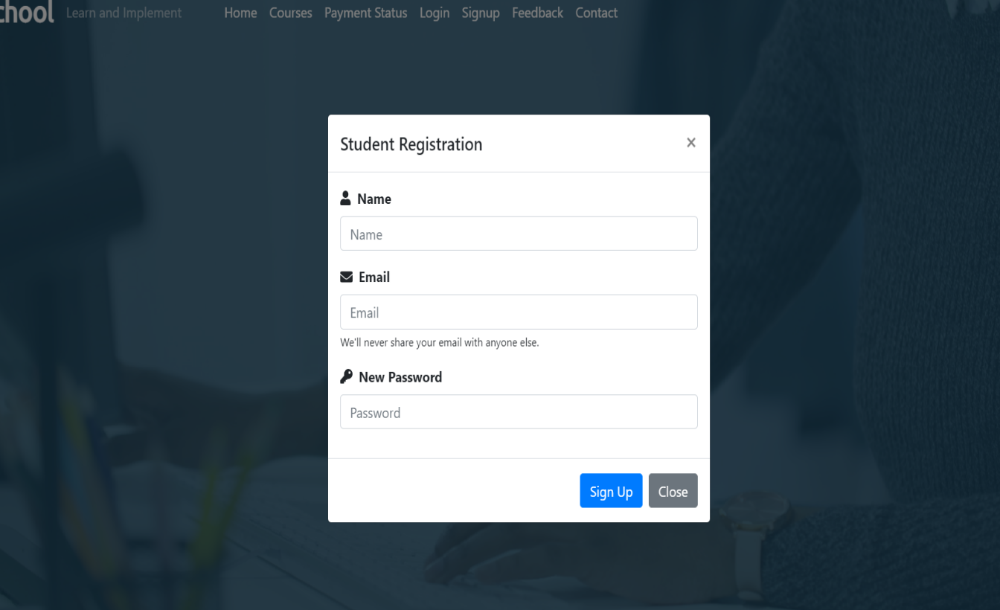 Learn and Implement Home Courses Payment Status Login Signup Feedback Contact
Student Registration ×
Name
Name
Email
Email
We'll never share your email with anyone else.
New Password
Password
Sign Up Close